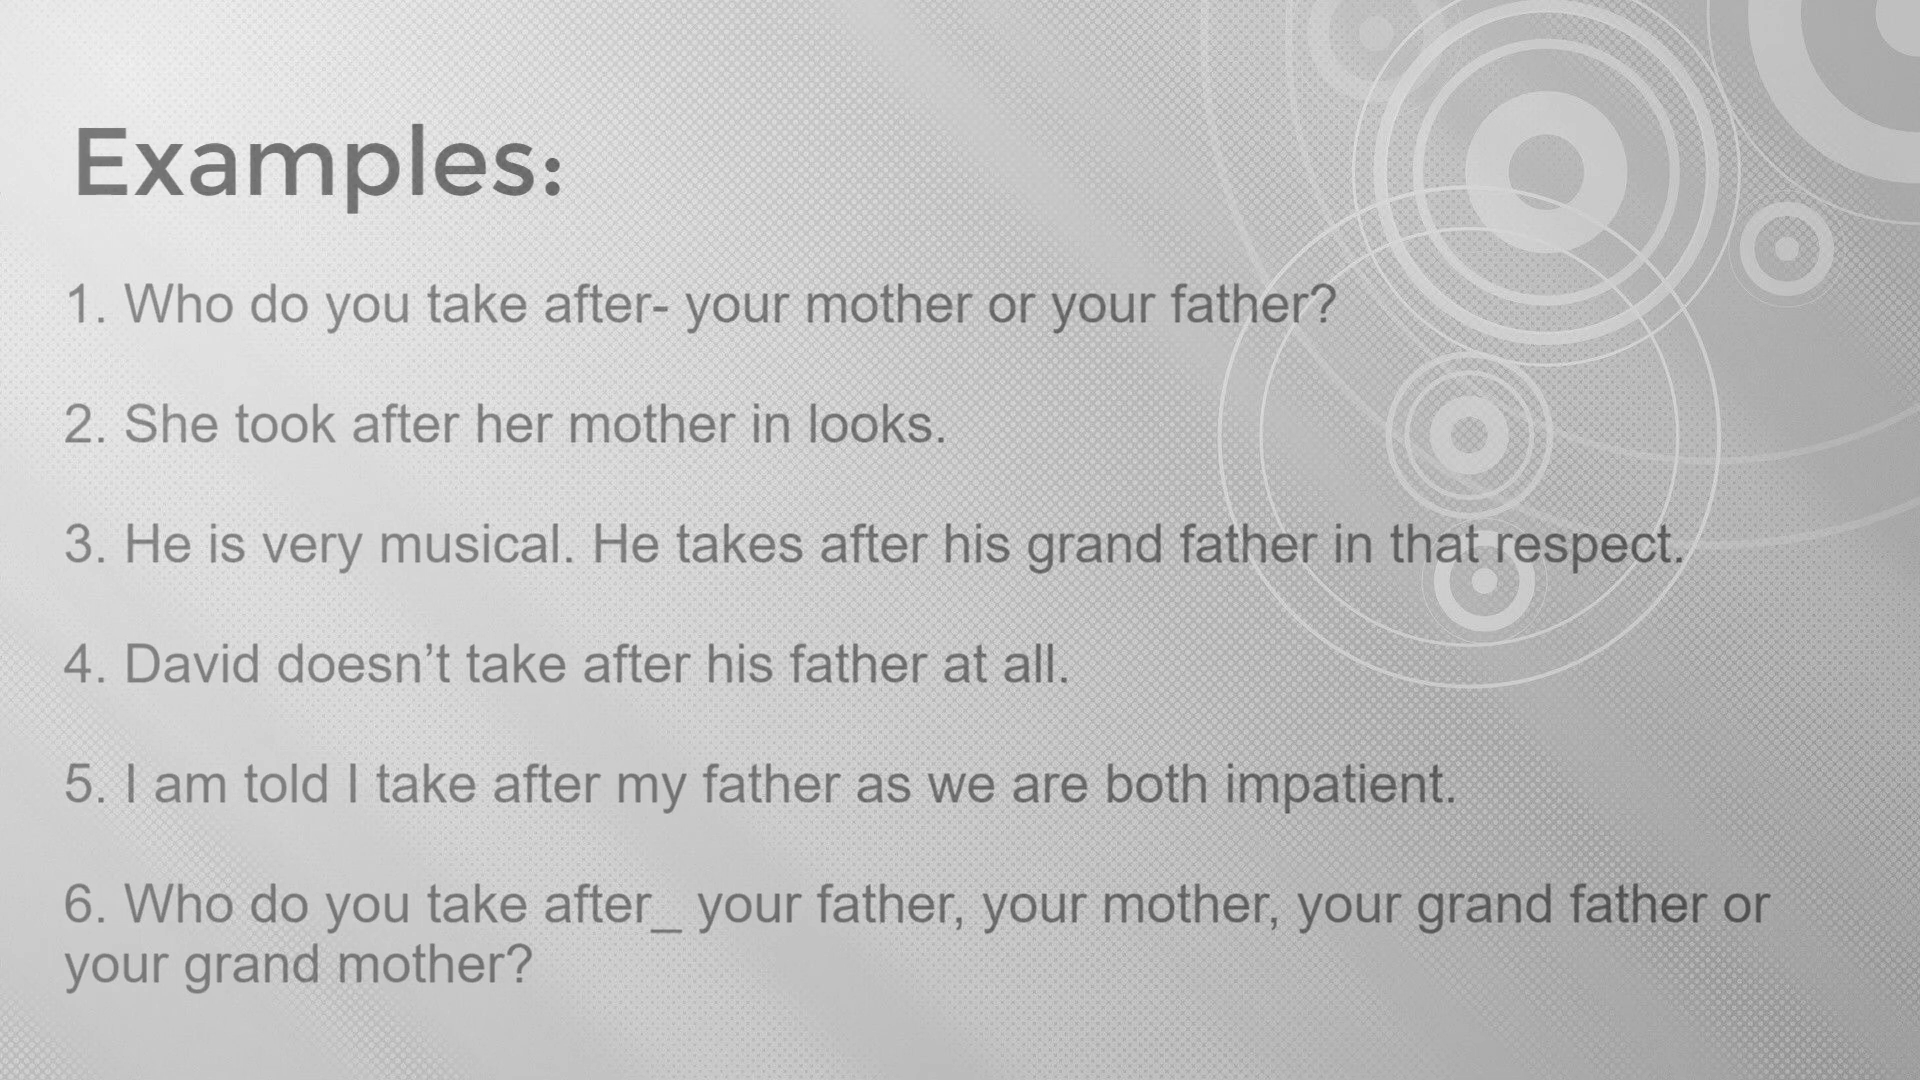 Examples:
1. Who do you take after- your mother or your father?
2. She took after her mother in looks.
3. He is very musical. He takes after his grand father in that respect.
4. David doesn’t take after his father at all.
5. I am told I take after my father as we are both impatient.
6. Who do you take after_ your father, your mother, your grand father or
your grand mother?